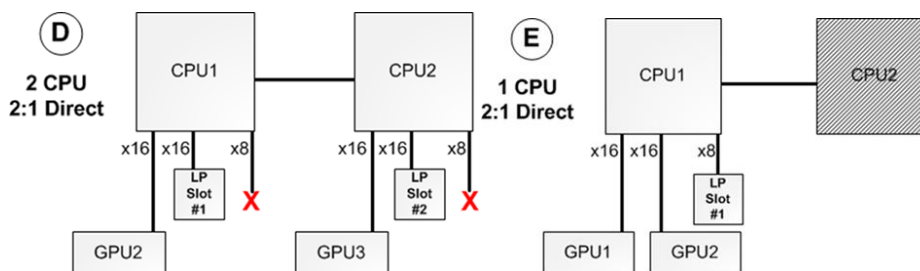 D
2 CPU
2:1 Direct
CPU1
CPU2
x16
x16
x8
x16
x16
x8
LP
Slot
#1
X
LP
Slot
#2
X
GPU2
GPU3
E
1 CPU
2:1 Direct
CPU1
CPU2
x16
x16
x8
LP
Slot
#1
GPU1
GPU2